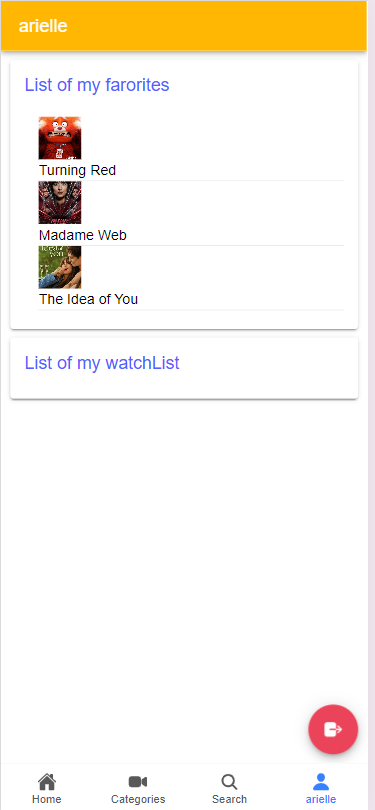 arielle
List of my farorites
Turning Red
Madame Web
The Idea of You
List of my watchList
Home
Categories
Search
arielle